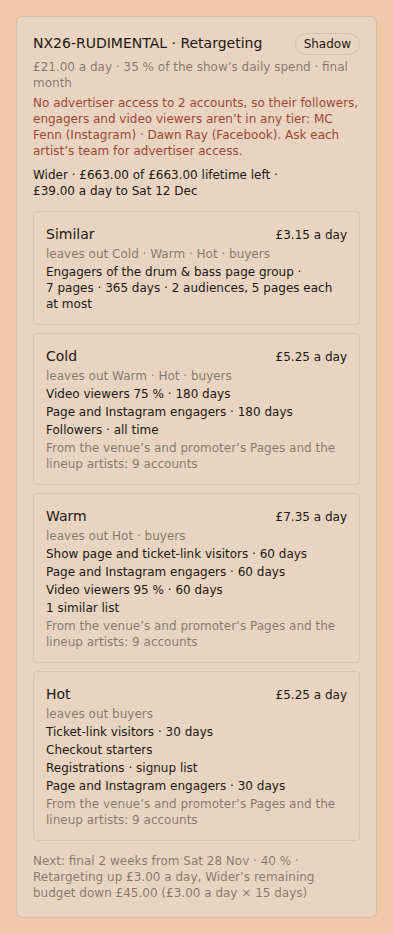 NX26-RUDIMENTAL · Retargeting
Shadow
£21.00 a day · 35 % of the show’s daily spend · final
month
No advertiser access to 2 accounts, so their followers,
engagers and video viewers aren’t in any tier: MC
Fenn (Instagram) · Dawn Ray (Facebook). Ask each
artist’s team for advertiser access.
Wider · £663.00 of £663.00 lifetime left ·
£39.00 a day to Sat 12 Dec
Similar
£3.15 a day
leaves out Cold · Warm · Hot · buyers
Engagers of the drum & bass page group ·
7 pages · 365 days · 2 audiences, 5 pages each
at most
Cold
£5.25 a day
leaves out Warm · Hot · buyers
Video viewers 75 % · 180 days
Page and Instagram engagers · 180 days
Followers · all time
From the venue’s and promoter’s Pages and the
lineup artists: 9 accounts
Warm
£7.35 a day
leaves out Hot · buyers
Show page and ticket-link visitors · 60 days
Page and Instagram engagers · 60 days
Video viewers 95 % · 60 days
1 similar list
From the venue’s and promoter’s Pages and the
lineup artists: 9 accounts
Hot
£5.25 a day
leaves out buyers
Ticket-link visitors · 30 days
Checkout starters
Registrations · signup list
Page and Instagram engagers · 30 days
From the venue’s and promoter’s Pages and the
lineup artists: 9 accounts
Next: final 2 weeks from Sat 28 Nov · 40 % ·
Retargeting up £3.00 a day, Wider’s remaining
budget down £45.00 (£3.00 a day × 15 days)